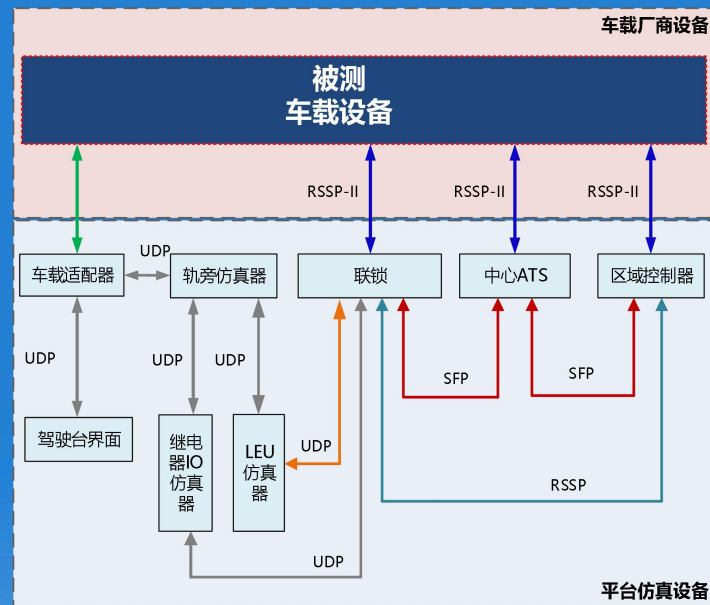 车载厂商设备
被测
车载设备
RSSP-II
RSSP-II
RSSP-II
UDP
车载适配器
轨旁仿真器
联锁
中心ATS
区域控制器
UDP
UDP
UDP
SFP
SFP
驾驶台界面
继电
器IO
仿真
器
LEU
仿真
器
UDP
RSSP
UDP
平台仿真设备